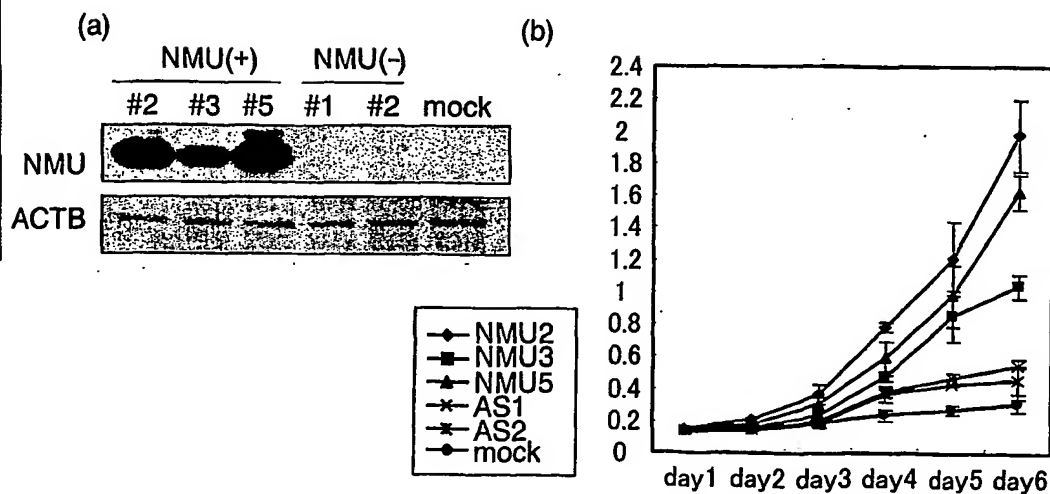 (a)
NMU(+) NMU(-)
#2 #3 #5 #1 #2 mock
NMU
ACTB
(b)
2.4
2.2
2
1.8
1.6
1.4
1.2
1
0.8
0.6
0.4
0.2
0
day1 day2 day3 day4 day5 day6
NMU2
NMU3
NMU5
AS1
AS2
mock